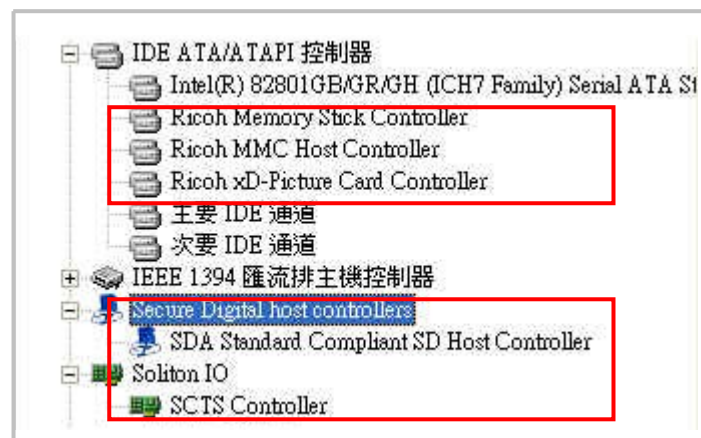 IDE ATA/ATAPI 控制器
Intel(R) 82801GB/GR/GH (ICH7 Family) Serial ATA
Ricoh Memory Stick Controller
Ricoh MMC Host Controller
Ricoh xD-Picture Card Controller
主要 IDE 通道
次要 IDE 通道
IEEE 1394 匯流排主機控制器
Secure Digital host controllers
SDA Standard Compliant SD Host Controller
Soliton IO
SCTS Controller